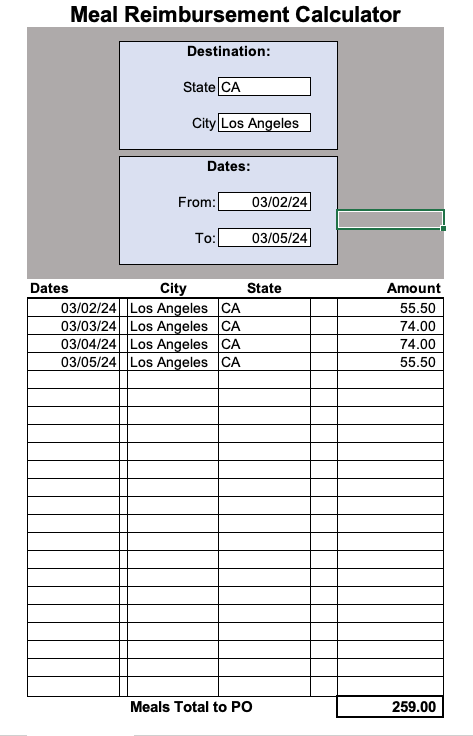 Meal Reimbursement Calculator
Destination:
State CA
City Los Angeles
Dates:
From: 03/02/24
To: 03/05/24
Dates City State Amount
03/02/24 Los Angeles CA 55.50
03/03/24 Los Angeles CA 74.00
03/04/24 Los Angeles CA 74.00
03/05/24 Los Angeles CA 55.50
Meals Total to PO 259.00